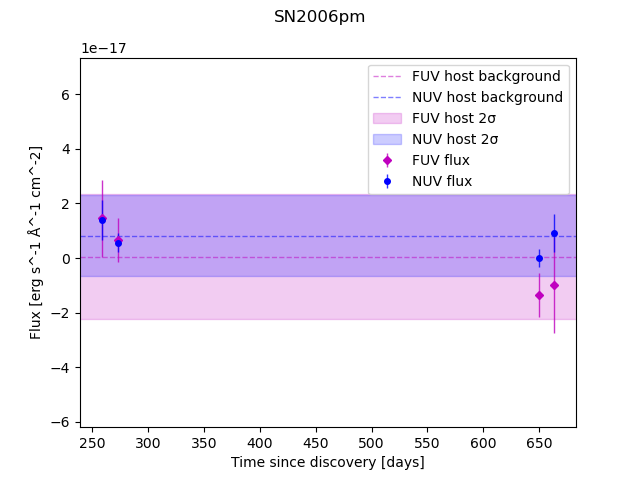 SN2006pm
1e−17
FUV host background
NUV host background
FUV host 2σ
NUV host 2σ
FUV flux
NUV flux
6
4
2
0
−2
−4
−6
Flux [erg s^-1 Å^-1 cm^-2]
250 300 350 400 450 500 550 600 650
Time since discovery [days]